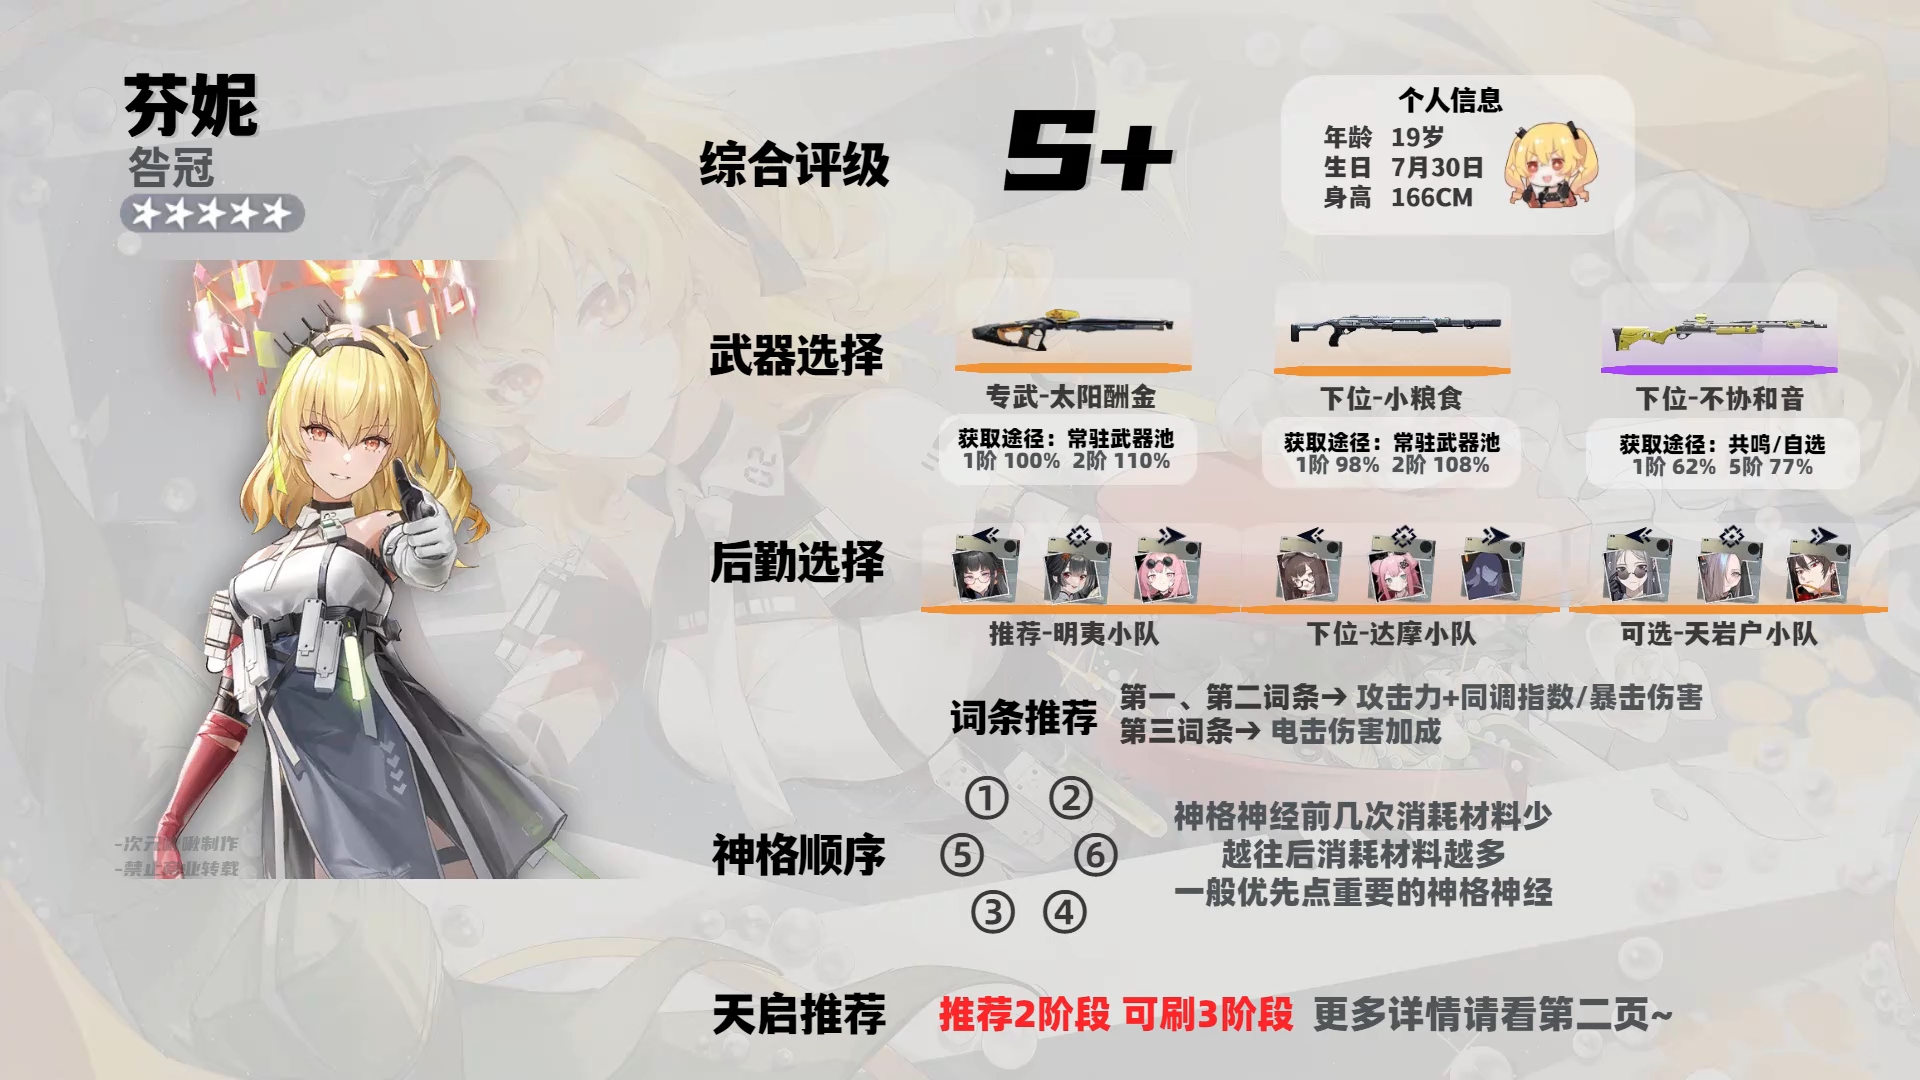 芬妮
咎冠
综合评级
S+
个人信息
年龄 19岁
生日 7月30日
身高 166CM
武器选择
专武-太阳酬金
获取途径：常驻武器池
1阶 100% 2阶 110%
下位-小粮食
获取途径：常驻武器池
1阶 98% 2阶 108%
下位-不协和音
获取途径：共鸣/自选
1阶 62% 5阶 77%
后勤选择
推荐-明夷小队
下位-达摩小队
可选-天岩户小队
词条推荐
第一、第二词条→ 攻击力+同调指数/暴击伤害
第三词条→ 电击伤害加成
神格顺序
① ②
⑤ ⑥
③ ④
神格神经前几次消耗材料少
越往后消耗材料越多
一般优先点重要的神格神经
天启推荐
推荐2阶段 可刷3阶段 更多详情请看第二页~
-次元 啾制作
-禁止 业转载
02